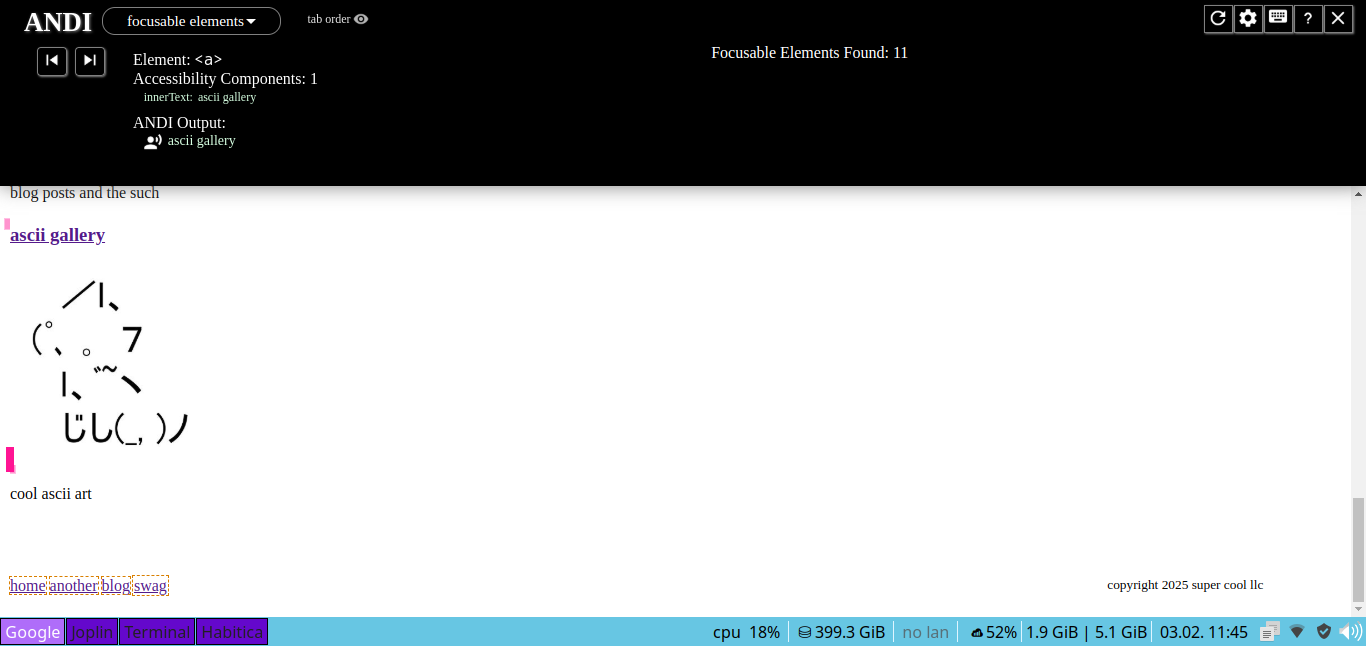 ANDI focusable elements tab order ?
Element: <a>
Focusable Elements Found: 11
Accessibility Components: 1
innerText: ascii gallery
ANDI Output:
ascii gallery
blog posts and the such
ascii gallery
／l、
（ﾟ､ ｡ ７
l、ﾞ~ヽ
じし(_, )ノ
cool ascii art
home another blog swag copyright 2025 super cool llc
Google Joplin Terminal Habitica cpu 18% 399.3 GiB no lan 52% 1.9 GiB | 5.1 GiB 03.02. 11:45